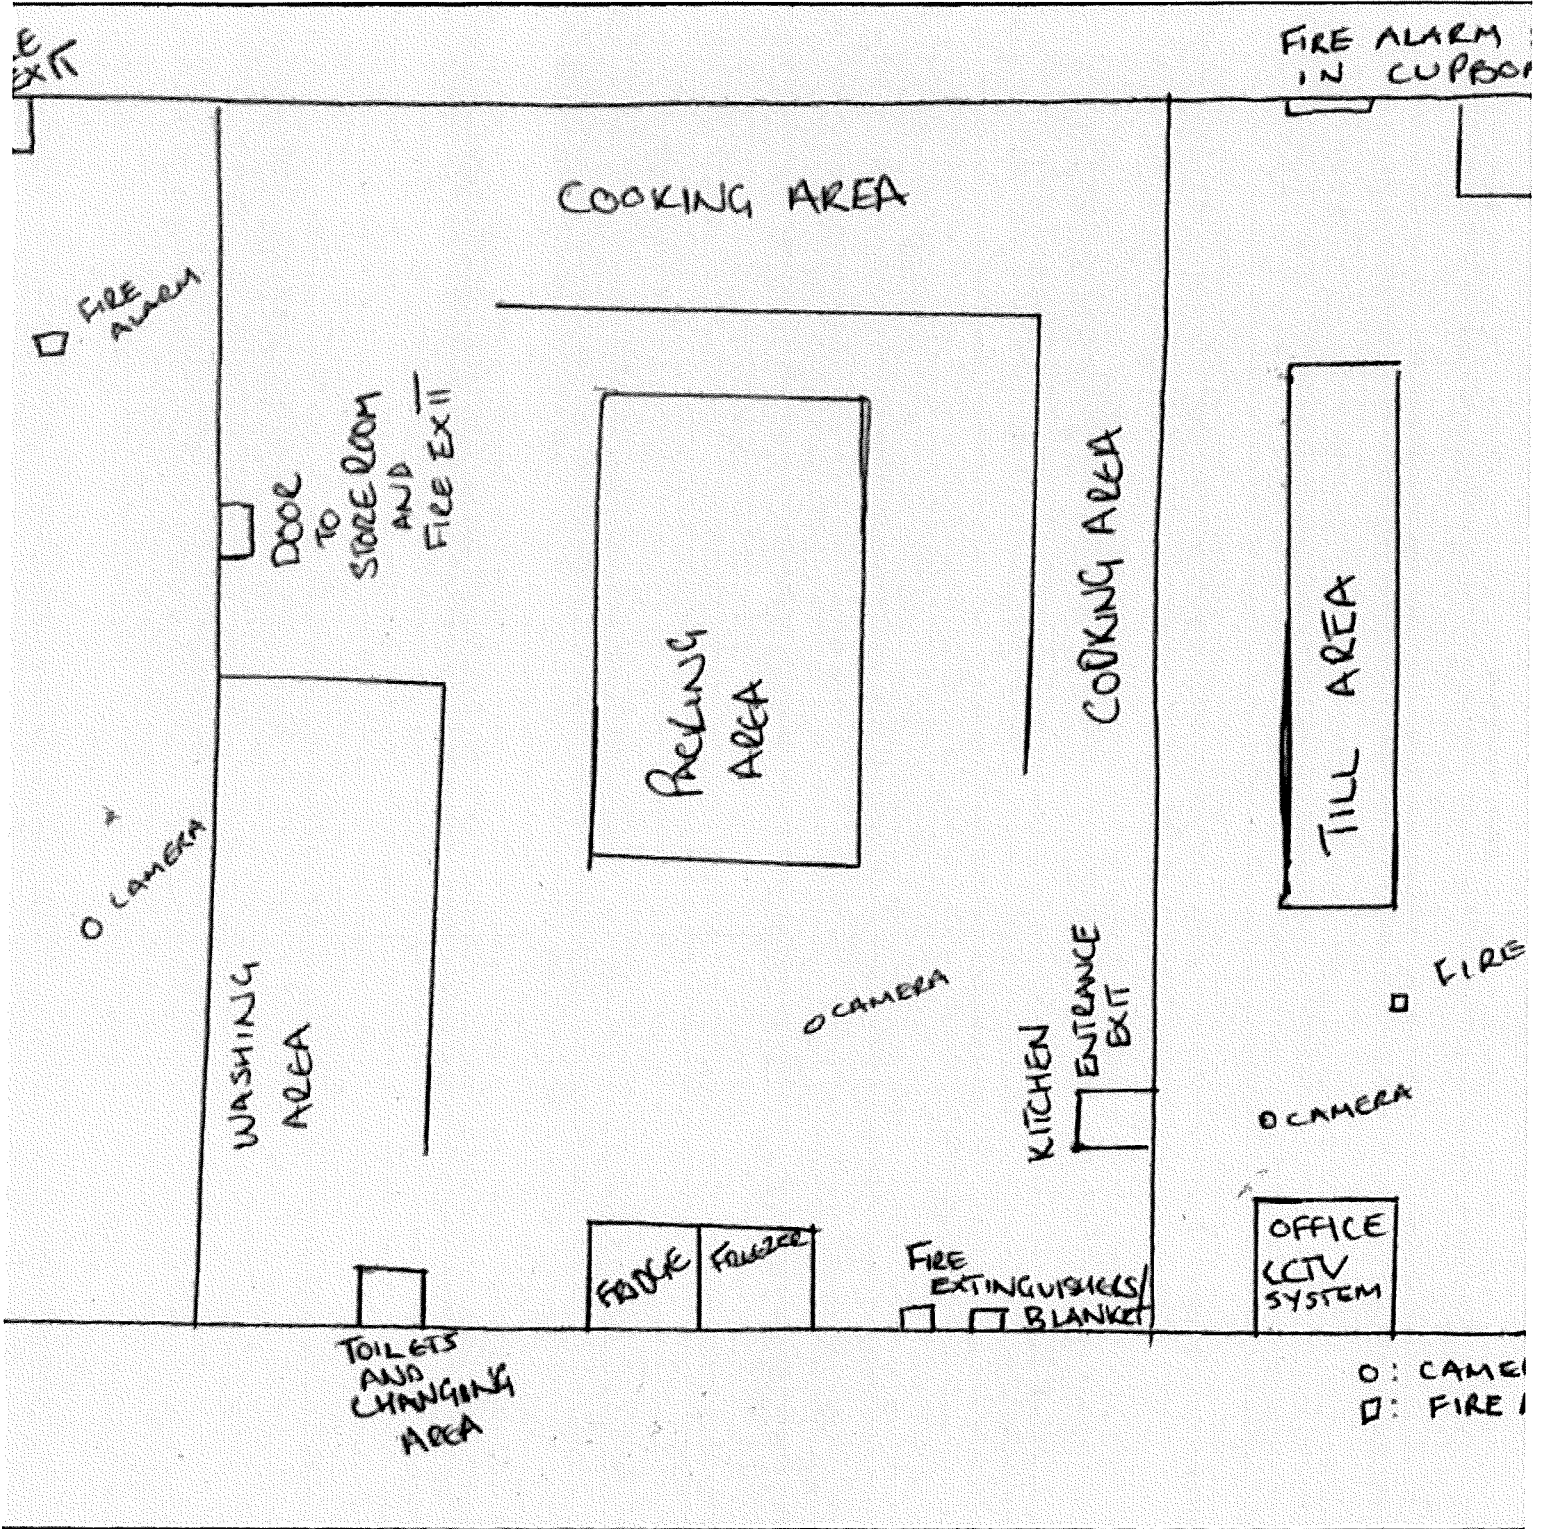 EXIT
FIRE ALARM
IN
COOKING AREA
FIRE
ALARM
DOOR
TO
STORE ROOM
AND
FIRE EXIT
COOKING AREA
PACKING
AREA
TILL AREA
CAMERA
WASHING
AREA
CAMERA
KITCHEN
ENTRANCE
EXIT
FIRE
CAMERA
FRIDGE
FREEZER
FIRE
EXTINGUISHERS/
BLANKET
OFFICE
CCTV
SYSTEM
TOILETS
AND
CHANGING
AREA
O:
□: FIRE